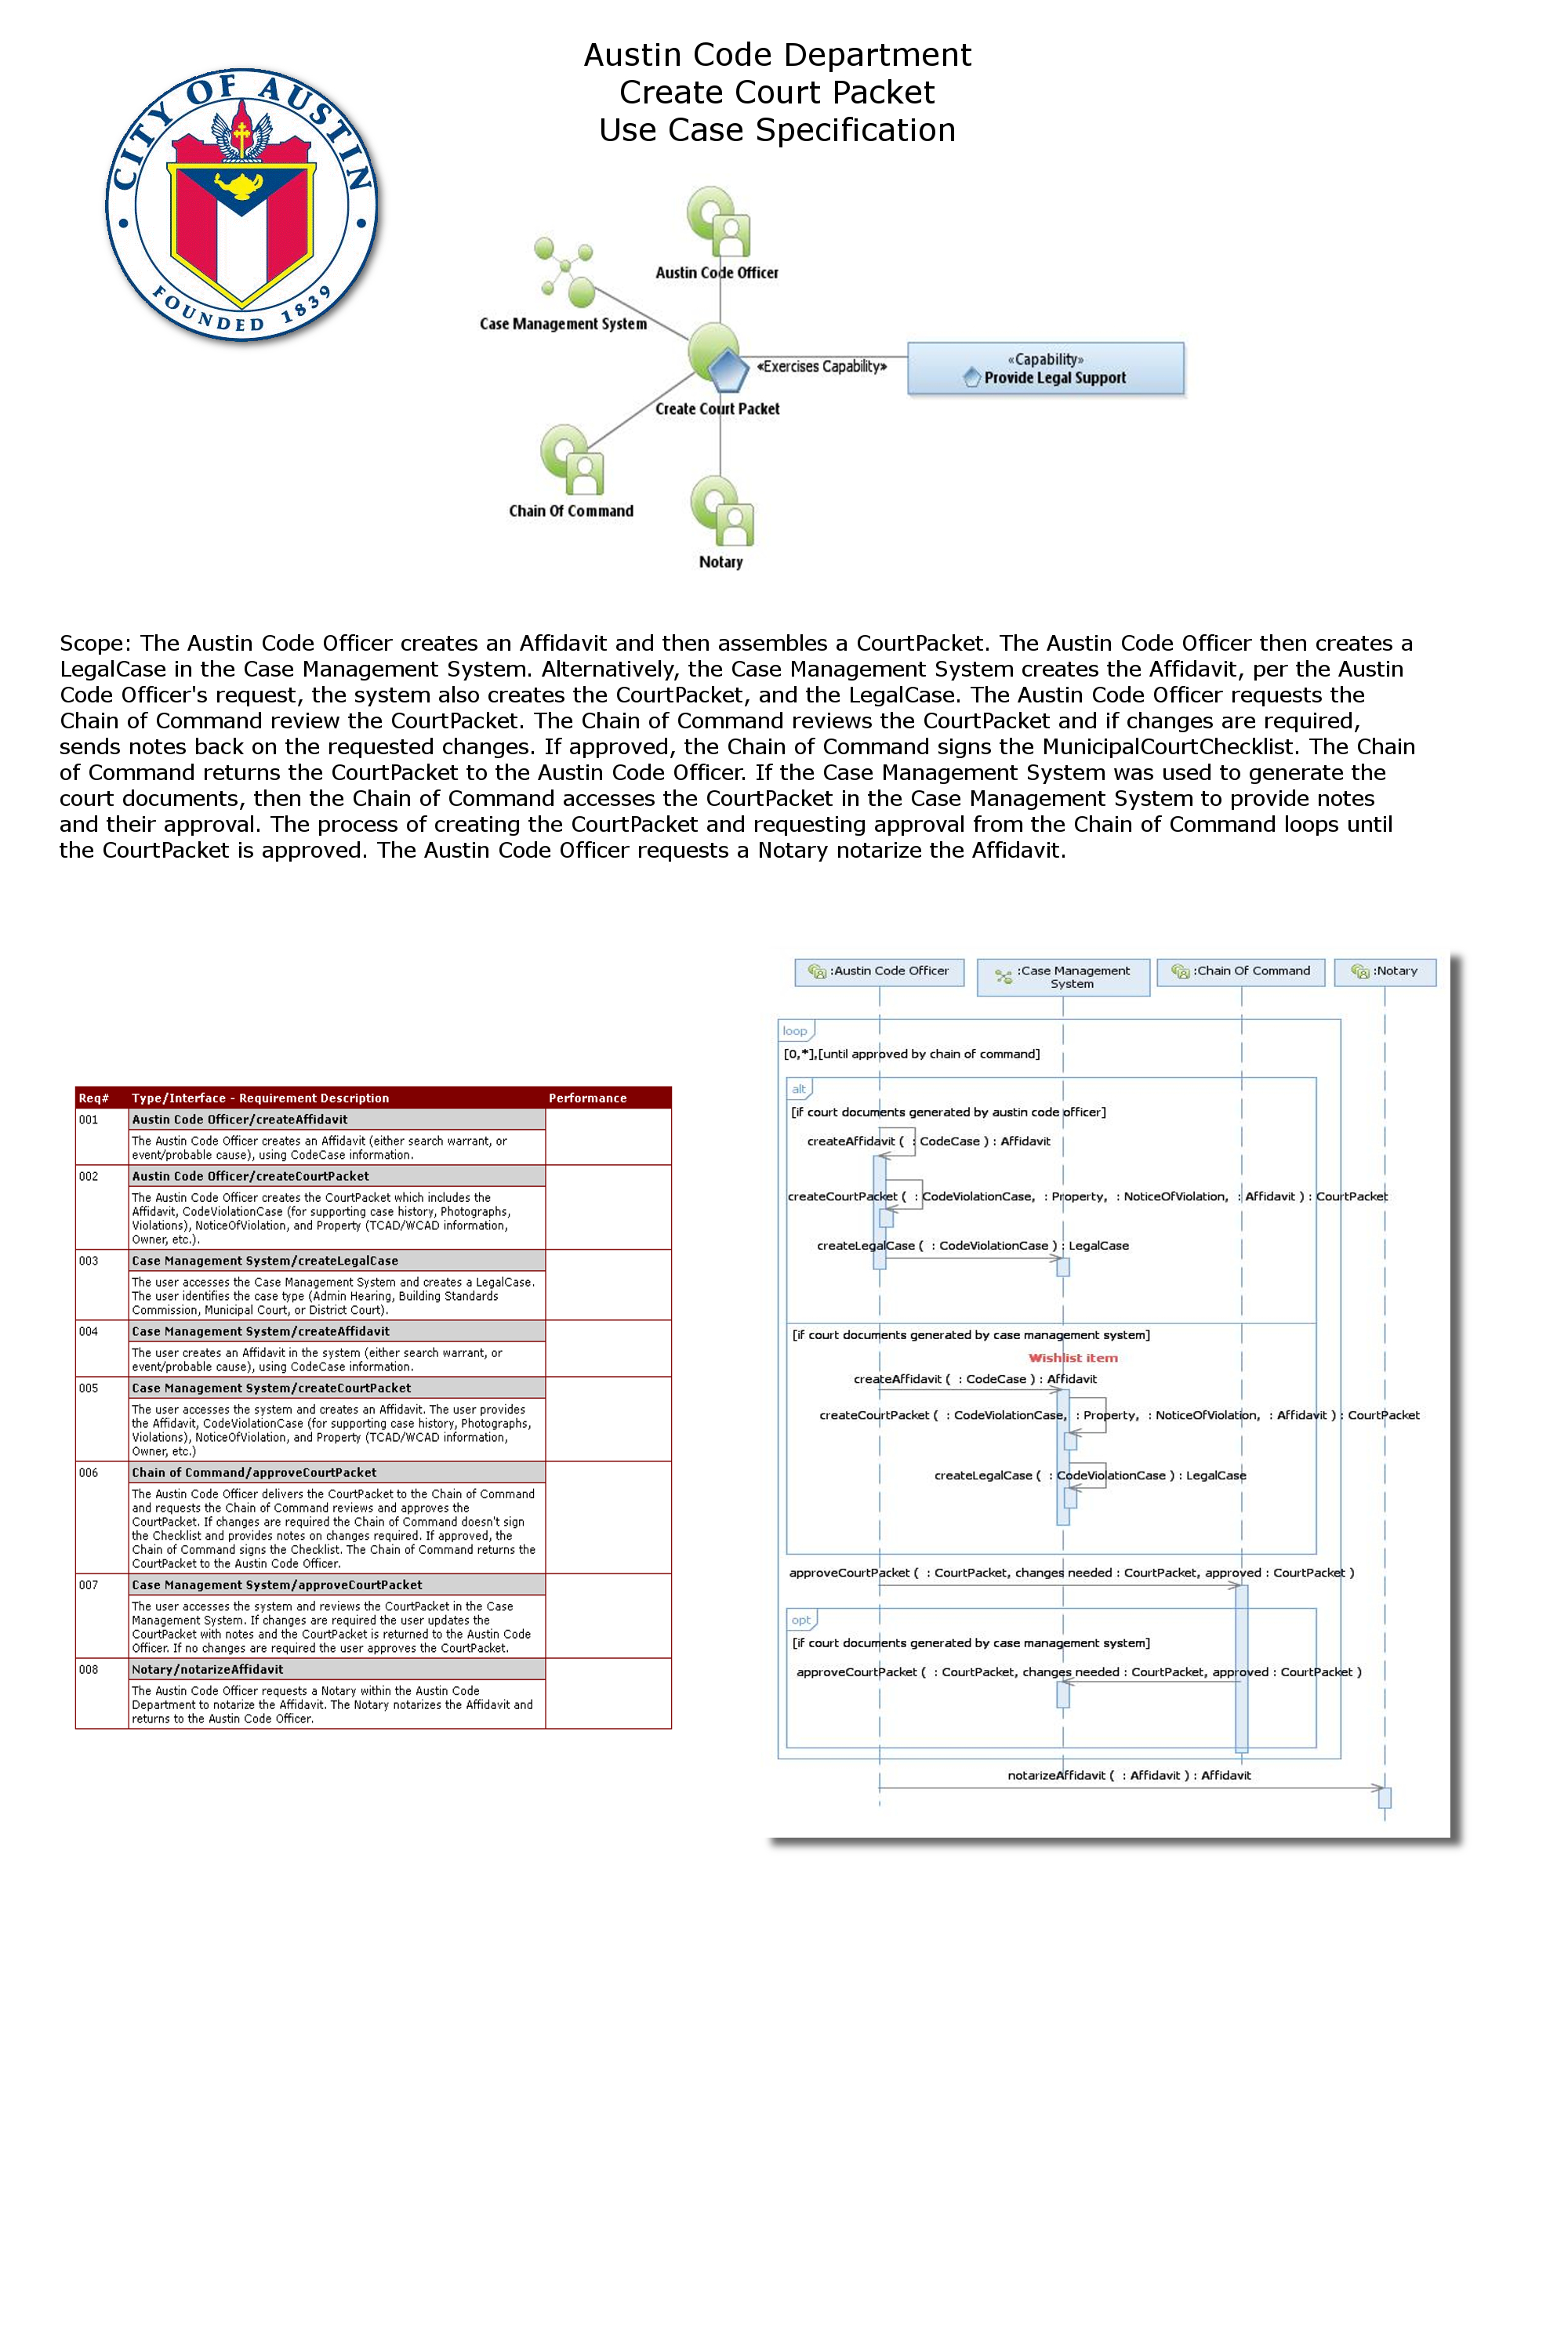 Austin Code Department
Create Court Packet
Use Case Specification
CITY OF AUSTIN
FOUNDED 1839
Austin Code Officer
Case Management System
«Exercises Capability»
«Capability»
Provide Legal Support
Create Court Packet
Chain Of Command
Notary
Scope: The Austin Code Officer creates an Affidavit and then assembles a CourtPacket. The Austin Code Officer then creates a
LegalCase in the Case Management System. Alternatively, the Case Management System creates the Affidavit, per the Austin
Code Officer's request, the system also creates the CourtPacket, and the LegalCase. The Austin Code Officer requests the
Chain of Command review the CourtPacket. The Chain of Command reviews the CourtPacket and if changes are required,
sends notes back on the requested changes. If approved, the Chain of Command signs the MunicipalCourtChecklist. The Chain
of Command returns the CourtPacket to the Austin Code Officer. If the Case Management System was used to generate the
court documents, then the Chain of Command accesses the CourtPacket in the Case Management System to provide notes
and their approval. The process of creating the CourtPacket and requesting approval from the Chain of Command loops until
the CourtPacket is approved. The Austin Code Officer requests a Notary notarize the Affidavit.
Req# Type/Interface - Requirement Description Performance
001 Austin Code Officer/createAffidavit
The Austin Code Officer creates an Affidavit (either search warrant, or
event/probable cause), using CodeCase information.
002 Austin Code Officer/createCourtPacket
The Austin Code Officer creates the CourtPacket which includes the
Affidavit, CodeViolationCase (for supporting case history, Photographs,
Violations), NoticeOfViolation, and Property (TCAD/WCAD information,
Owner, etc.).
003 Case Management System/createLegalCase
The user accesses the Case Management System and creates a LegalCase.
The user identifies the case type (Admin Hearing, Building Standards
Commission, Municipal Court, or District Court).
004 Case Management System/createAffidavit
The user creates an Affidavit in the system (either search warrant, or
event/probable cause), using CodeCase information.
005 Case Management System/createCourtPacket
The user accesses the system and creates an Affidavit. The user provides
the Affidavit, CodeViolationCase (for supporting case history, Photographs,
Violations), NoticeOfViolation, and Property (TCAD/WCAD information,
Owner, etc.)
006 Chain of Command/approveCourtPacket
The Austin Code Officer delivers the CourtPacket to the Chain of Command
and requests the Chain of Command reviews and approves the
CourtPacket. If changes are required the Chain of Command doesn't sign
the Checklist and provides notes on changes required. If approved, the
Chain of Command signs the Checklist. The Chain of Command returns the
CourtPacket to the Austin Code Officer.
007 Case Management System/approveCourtPacket
The user accesses the system and reviews the CourtPacket in the Case
Management System. If changes are required the user updates the
CourtPacket with notes and the CourtPacket is returned to the Austin Code
Officer. If no changes are required the user approves the CourtPacket.
008 Notary/notarizeAffidavit
The Austin Code Officer requests a Notary within the Austin Code
Department to notarize the Affidavit. The Notary notarizes the Affidavit and
returns to the Austin Code Officer.
:Austin Code Officer
:Case Management
System
:Chain Of Command
:Notary
loop
[0,*],[until approved by chain of command]
alt
[if court documents generated by austin code officer]
createAffidavit ( : CodeCase ) : Affidavit
createCourtPacket ( : CodeViolationCase, : Property, : NoticeOfViolation, : Affidavit ) : CourtPacket
createLegalCase ( : CodeViolationCase ) : LegalCase
[if court documents generated by case management system]
Wishlist item
createAffidavit ( : CodeCase ) : Affidavit
createCourtPacket ( : CodeViolationCase, : Property, : NoticeOfViolation, : Affidavit ) : CourtPacket
createLegalCase ( : CodeViolationCase ) : LegalCase
approveCourtPacket ( : CourtPacket, changes needed : CourtPacket, approved : CourtPacket )
opt
[if court documents generated by case management system]
approveCourtPacket ( : CourtPacket, changes needed : CourtPacket, approved : CourtPacket )
notarizeAffidavit ( : Affidavit ) : Affidavit